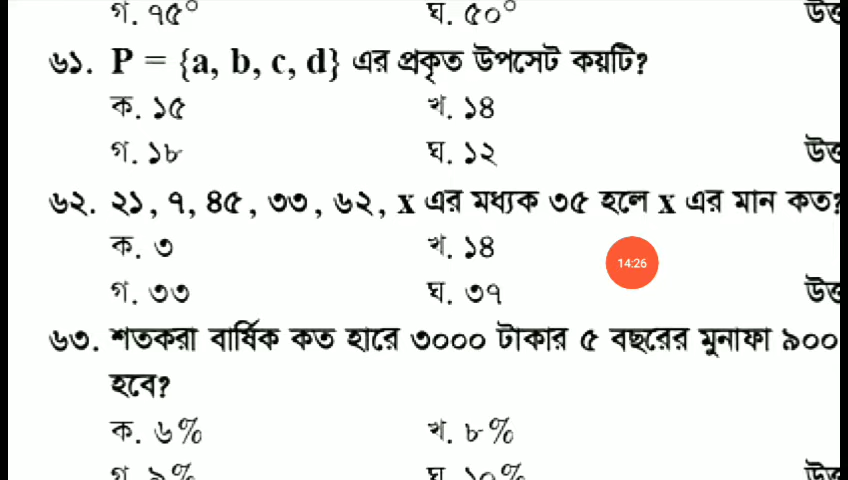 গ. ৭৫° ঘ. ৫০°
৬১. P = {a, b, c, d} এর প্রকৃত উপসেট কয়টি?
ক. ১৫ খ. ১৪
গ. ১৮ ঘ. ১২
৬২. ২১, ৭, ৪৫, ৩৩, ৬২, x এর মধ্যক ৩৫ হলে x এর মান কত?
ক. ৩ খ. ১৪
14:26
গ. ৩৩ ঘ. ৩৭
৬৩. শতকরা বার্ষিক কত হারে ৩০০০ টাকার ৫ বছরের মুনাফা ৯০০
হবে?
ক. ৬% খ. ৮%
গ. ৯% ঘ. ১০%